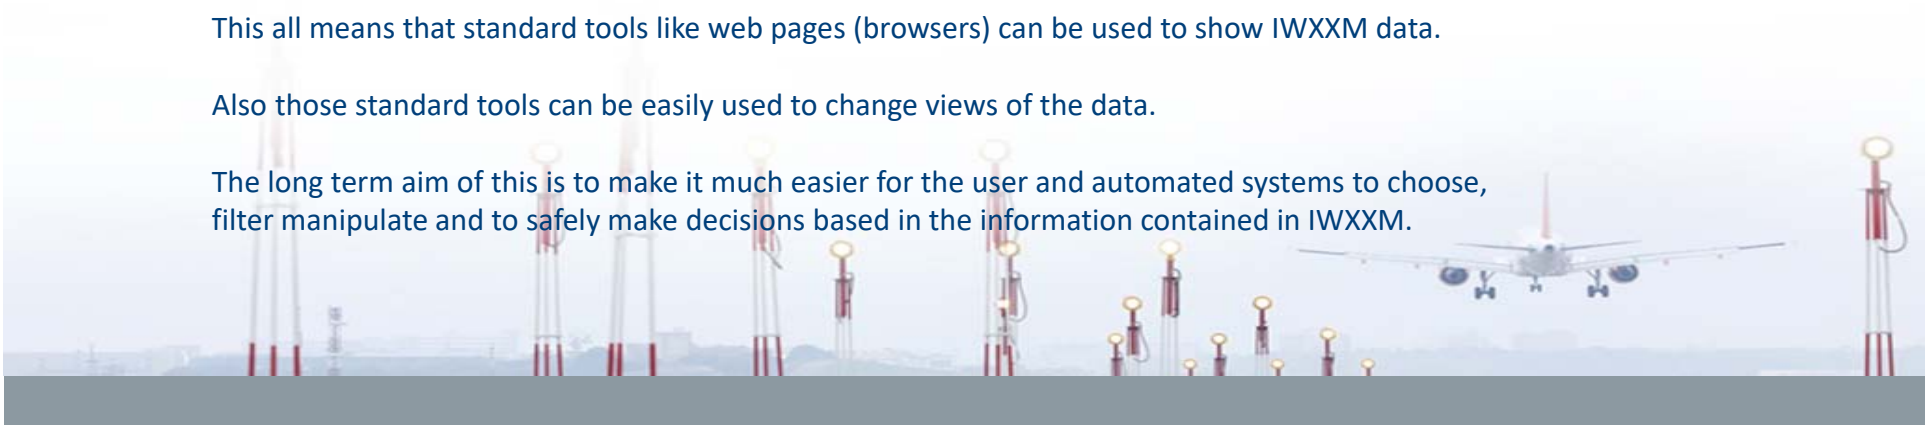 This all means that standard tools like web pages (browsers) can be used to show IWXXM data.
Also those standard tools can be easily used to change views of the data.
The long term aim of this is to make it much easier for the user and automated systems to choose,
filter manipulate and to safely make decisions based in the information contained in IWXXM.